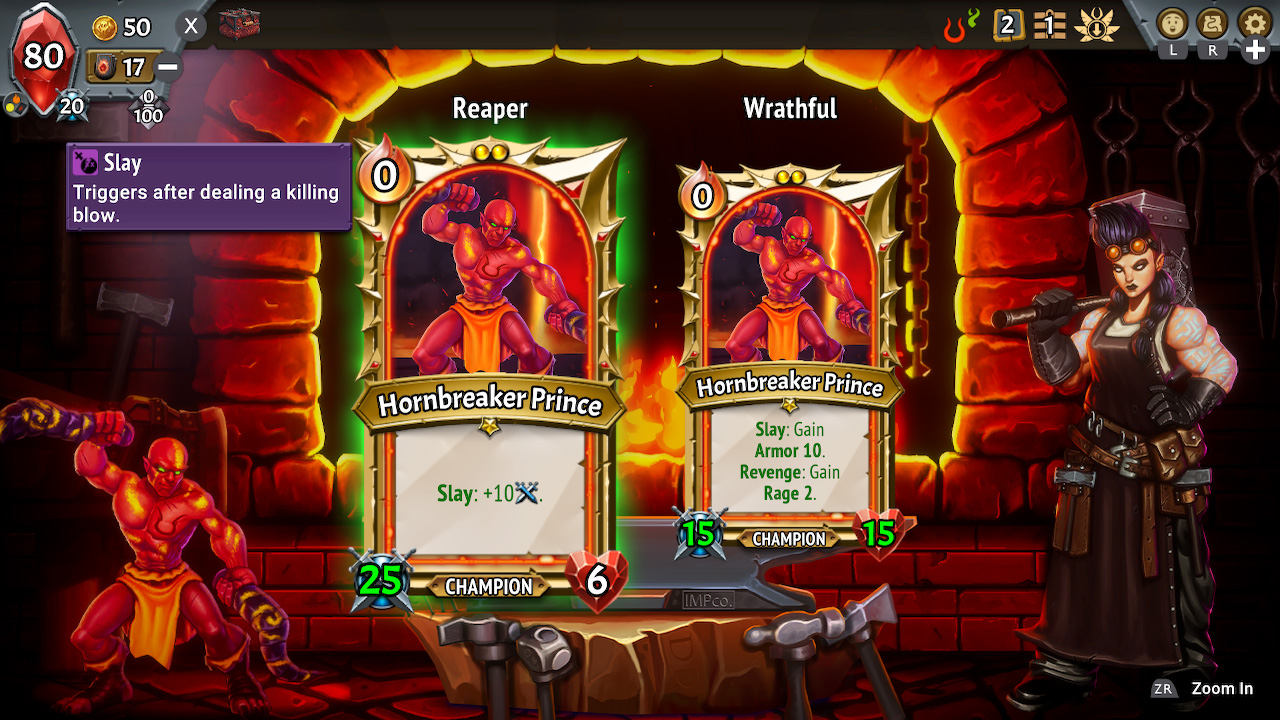 80
50
X
17
20
0
100
2
1
L
R
Slay
Triggers after dealing a killing
blow.
Reaper
0
Hornbreaker Prince
Slay: +10.
25
CHAMPION
6
Wrathful
0
Hornbreaker Prince
Slay: Gain
Armor 10.
Revenge: Gain
Rage 2.
15
CHAMPION
15
IMPco.
ZR Zoom In